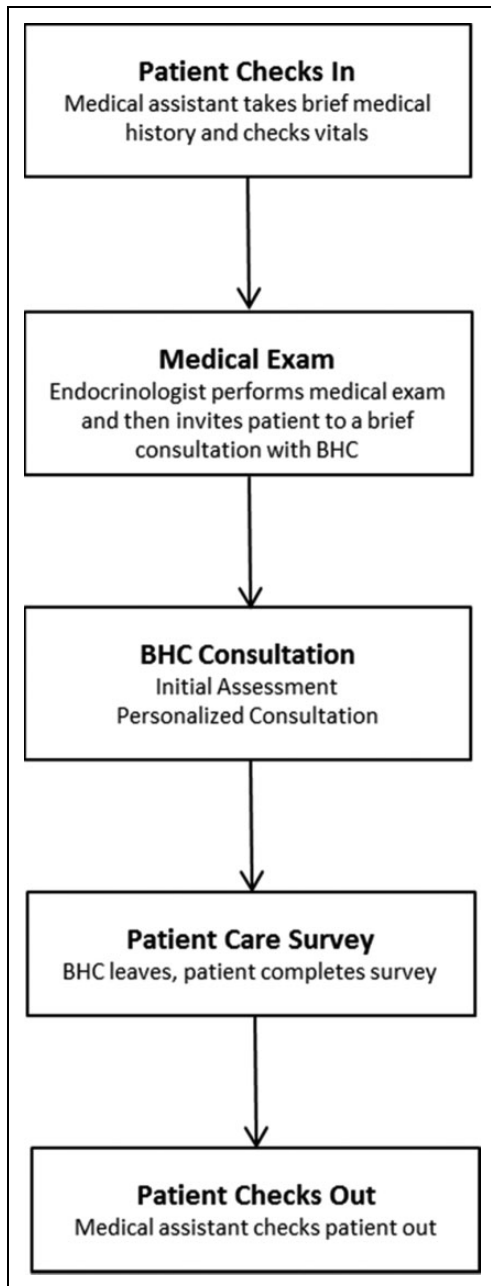 Patient Checks In
Medical assistant takes brief medical
history and checks vitals
Medical Exam
Endocrinologist performs medical exam
and then invites patient to a brief
consultation with BHC
BHC Consultation
Initial Assessment
Personalized Consultation
Patient Care Survey
BHC leaves, patient completes survey
Patient Checks Out
Medical assistant checks patient out